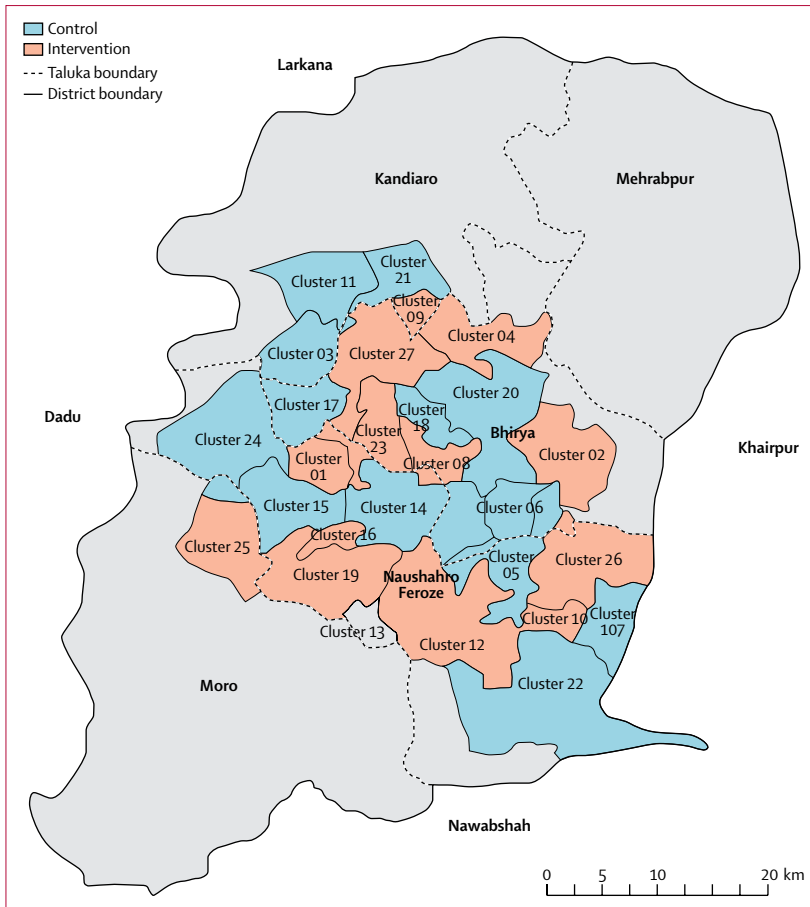 Control
Intervention
Taluka boundary
District boundary
Larkana
Kandiaro
Mehrabpur
Cluster
21
Cluster 11
Cluster
09
Cluster 04
Cluster 03
Cluster 27
Cluster 20
Cluster 17
Cluster
18
Dadu
Cluster 24
Cluster
23
Bhirya
Khairpur
Cluster 02
Cluster
01
Cluster 08
Cluster 15
Cluster 14
Cluster 06
Cluster 16
Cluster 25
Cluster
05
Cluster 26
Cluster 19
Naushahro
Feroze
Cluster 10
Cluster
107
Cluster 13
Cluster 12
Moro
Cluster 22
Nawabshah
0 5 10 20 km